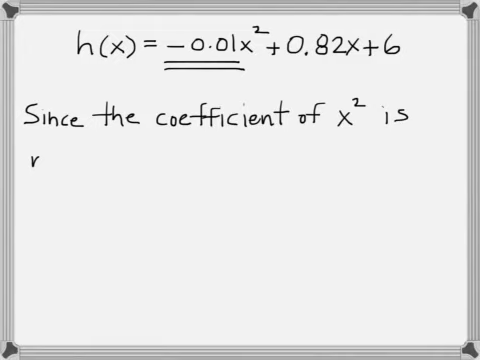 h(x) = -0.01x² + 0.82x + 6
Since the coefficient of x² is